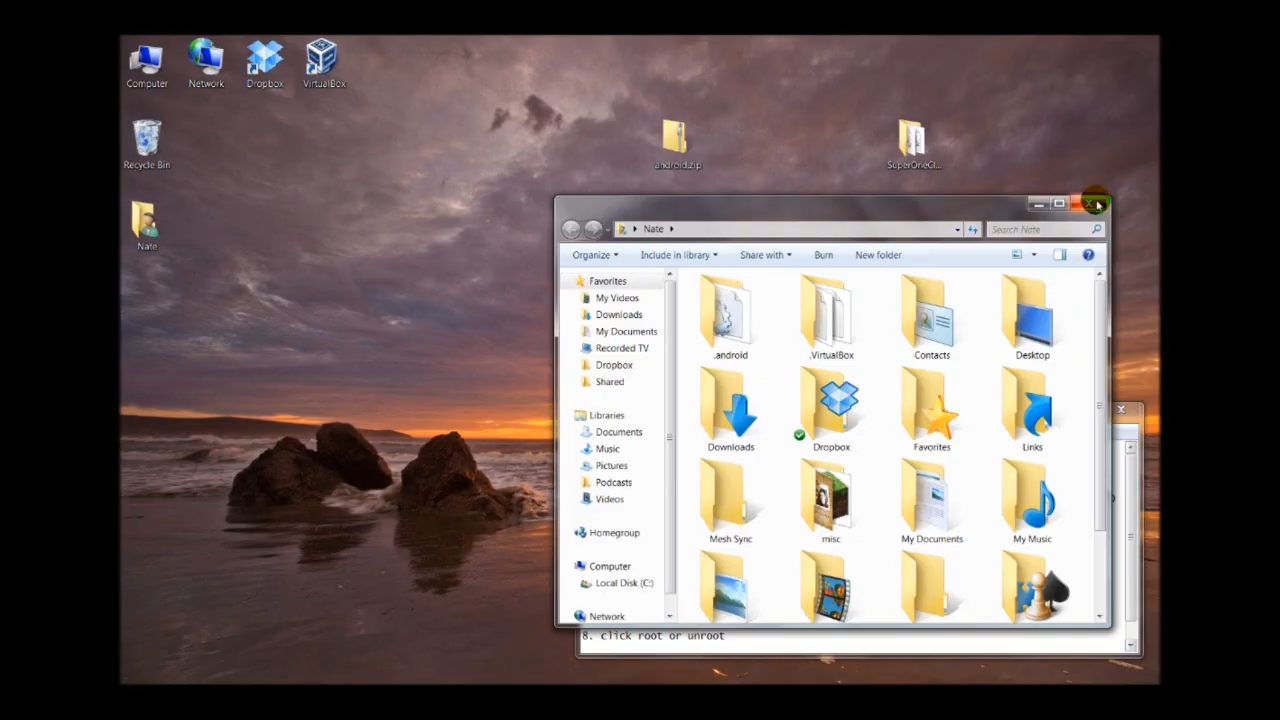 Computer
Network
Dropbox
VirtualBox
Recycle Bin
android.zip
SuperOneCl...
Nate
Nate
Search Nate
Organize
Include in library
Share with
Burn
New folder
Favorites
My Videos
Downloads
My Documents
Recorded TV
Dropbox
Shared
Libraries
Documents
Music
Pictures
Podcasts
Videos
Homegroup
Computer
Local Disk (C:)
Network
.android
.VirtualBox
Contacts
Desktop
Downloads
Dropbox
Favorites
Links
Mesh Sync
misc
My Documents
My Music
8. click root or unroot